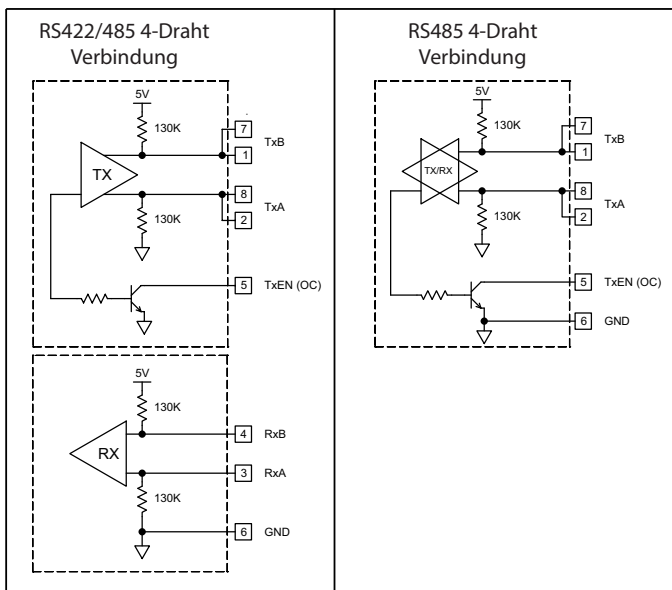 RS422/485 4-Draht
Verbindung
5V
130K
7
TxB
1
TX
8
TxA
2
130K
5 TxEN (OC)
5V
130K
4 RxB
RX
3 RxA
130K
6 GND
RS485 4-Draht
Verbindung
5V
130K
7
TxB
1
TX/RX
8
TxA
2
130K
5 TxEN (OC)
6 GND